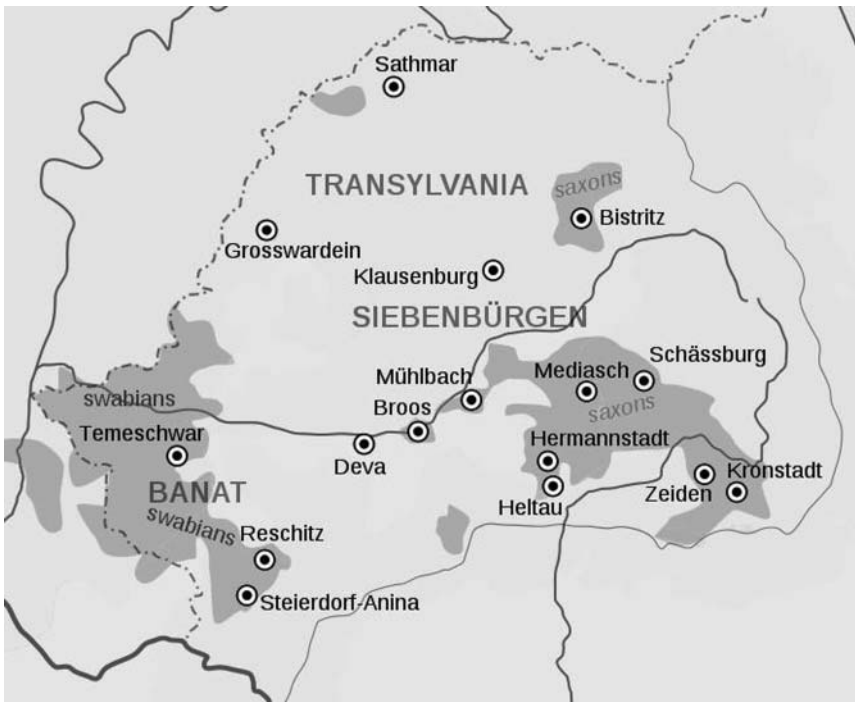 Sathmar
TRANSYLVANIA
saxons
Bistritz
Grosswardein
Klausenburg
SIEBENBÜRGEN
Schässburg
Mühlbach
Mediasch
swabians
Broos
saxons
Temeschwar
Hermannstadt
Deva
Kronstadt
BANAT
Zeiden
Heltau
swabians
Reschitz
Steierdorf-Anina